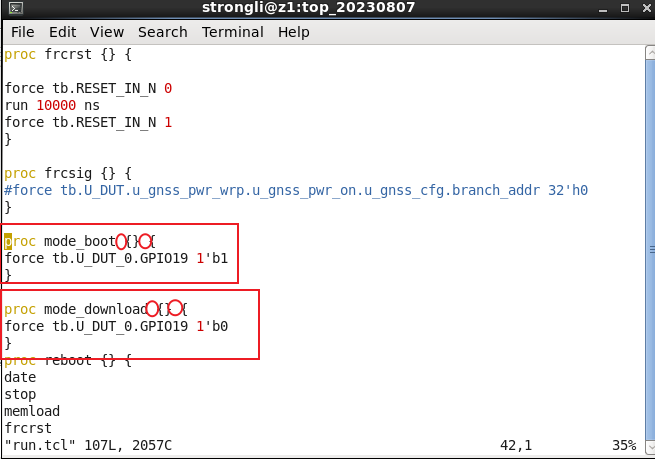 strongli@z1:top_20230807
File Edit View Search Terminal Help
proc frcrst {} {
force tb.RESET_IN_N 0
run 10000 ns
force tb.RESET_IN_N 1
}
proc frcsig {} {
#force tb.U_DUT.u_gnss_pwr_wrp.u_gnss_pwr_on.u_gnss_cfg.branch_addr 32'h0
}
proc mode_boot {} {
force tb.U_DUT_0.GPIO19 1'b1
}
proc mode_download {} {
force tb.U_DUT_0.GPIO19 1'b0
}
proc reboot {} {
date
stop
memload
frcrst
"run.tcl" 107L, 2057C 42,1 35%